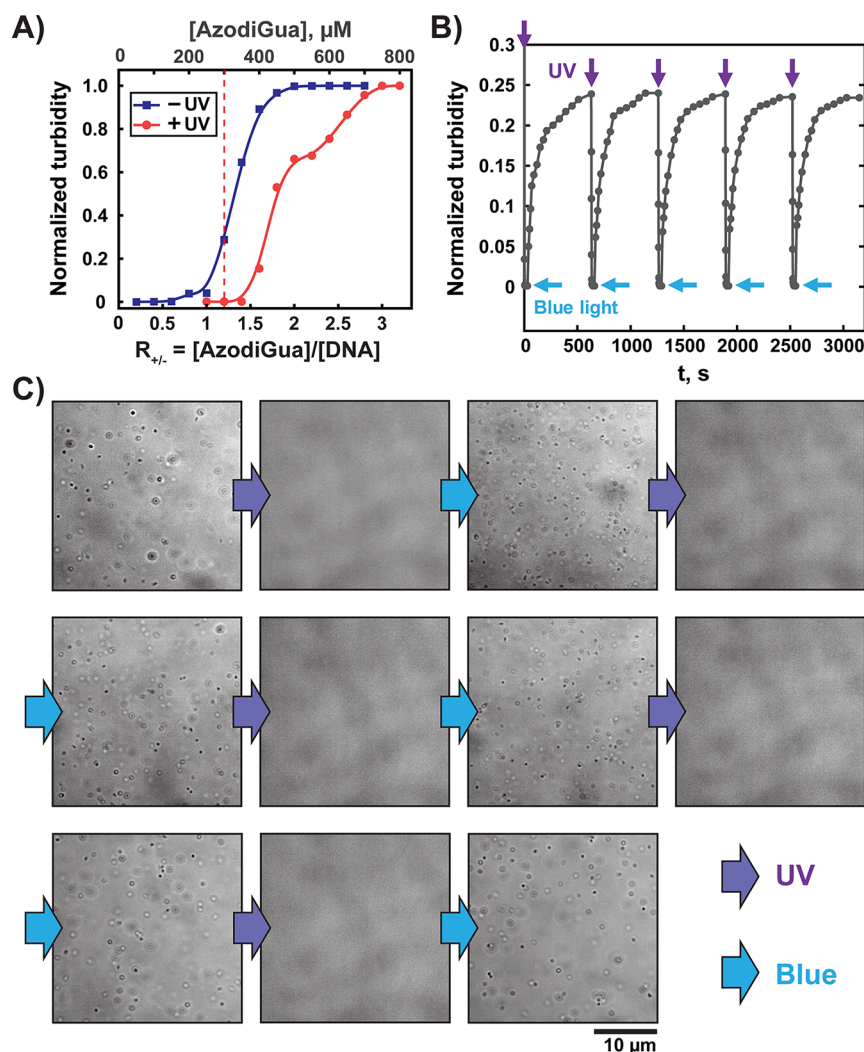 A)
[AzodiGua], µM
0 200 400 600 800
Normalized turbidity
1.0
0.8
0.6
0.4
0.2
0
– UV
+ UV
0 0.5 1 1.5 2.0 2.5 3
R+/- = [AzodiGua]/[DNA]
B)
Normalized turbidity
0.3
0.25
0.2
0.15
0.1
0.05
0
UV
Blue light
0 500 1000 1500 2000 2500 3000
t, s
C)
UV
Blue
10 µm